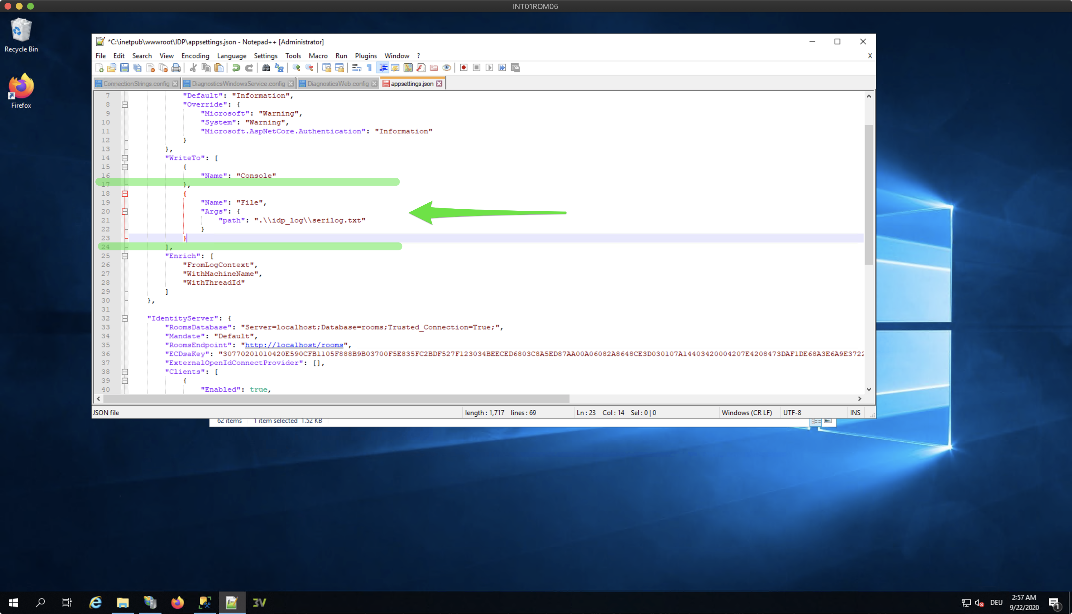 INT01ROM06
Recycle Bin
Firefox
*C:\inetpub\wwwroot\IDP\appsettings.json - Notepad++ [Administrator]
File Edit Search View Encoding Language Settings Tools Macro Run Plugins Window ? X
ConnectionStrings.config DiagnosticsWindowsService.config DiagnosticsWeb.config appsettings.json
7 "Default": "Information",
8 "Override": {
9 "Microsoft": "Warning",
10 "System": "Warning",
11 "Microsoft.AspNetCore.Authentication": "Information"
12 }
13 },
14 "WriteTo": [
15 {
16 "Name": "Console"
17 },
18 {
19 "Name": "File",
20 "Args": {
21 "path": ".\\idp_log\\serilog.txt"
22 }
23 }
24 ],
25 "Enrich": [
26 "FromLogContext",
27 "WithMachineName",
28 "WithThreadId"
29 ]
30 },
31
32 "IdentityServer": {
33 "RoomsDatabase": "Server=localhost;Database=rooms;Trusted_Connection=True;",
34 "Mandate": "Default",
35 "RoomsEndpoint": "http://localhost/rooms",
36 "ECDsaKey":
37 "ExternalOpenIdConnectProvider": {},
38 "Clients": [
39 {
40 "Enabled": true,
JSON file length : 1,717 lines : 69 Ln : 23 Col : 14 Sel : 0 | 0 Windows (CR LF) UTF-8 INS
62 items 1 item selected 1.52 KB
3V
DEU
2:57 AM
9/22/2020
1